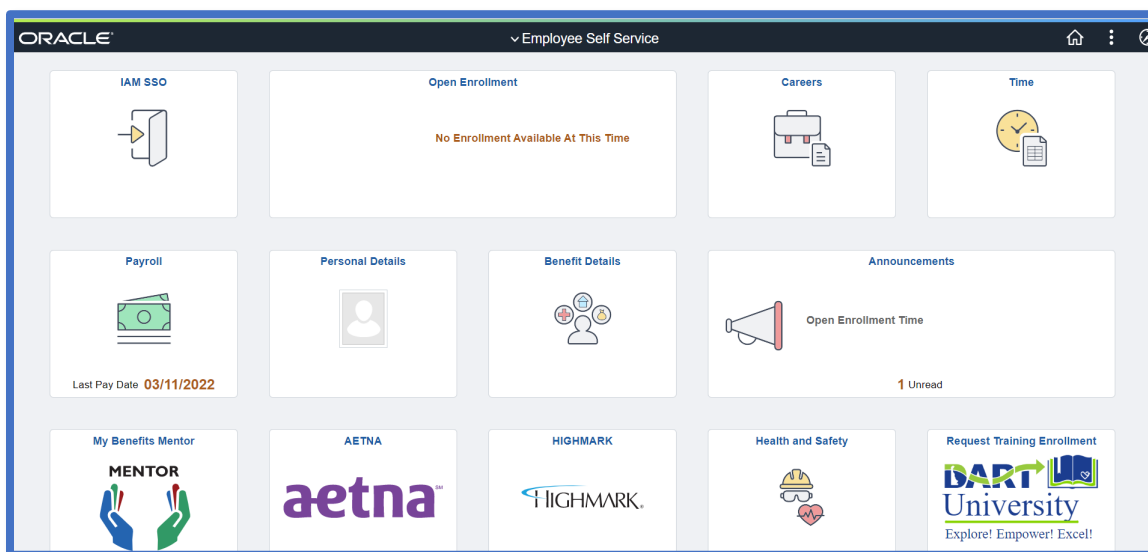 ORACLE
Employee Self Service
IAM SSO
Open Enrollment
No Enrollment Available At This Time
Careers
Time
Payroll
Last Pay Date 03/11/2022
Personal Details
Benefit Details
Announcements
Open Enrollment Time
1 Unread
My Benefits Mentor
MENTOR
AETNA
aetna℠
HIGHMARK
HIGHMARK®
Health and Safety
Request Training Enrollment
DART
University
Explore! Empower! Excel!